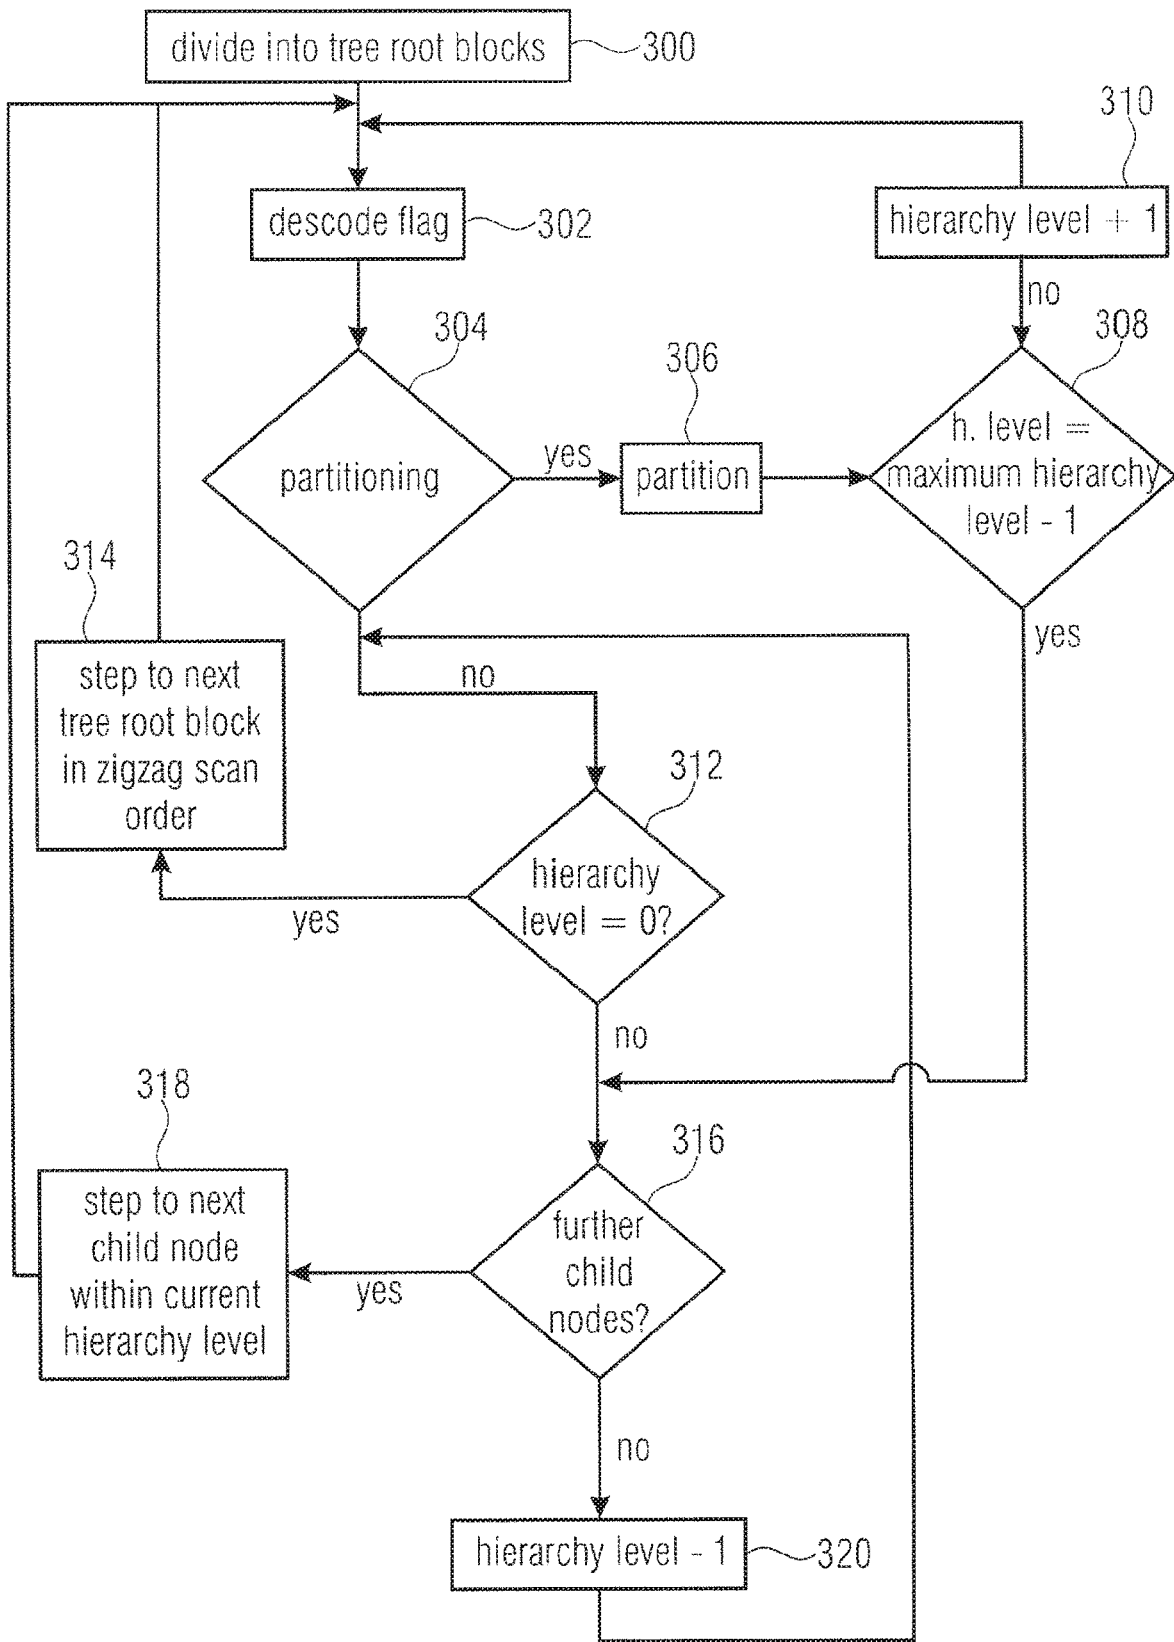 divide into tree root blocks
300
310
descode flag
302
hierarchy level + 1
no
304
308
306
h. level =
maximum hierarchy
level - 1
partitioning
yes
partition
314
yes
step to next
tree root block
in zigzag scan
order
no
312
hierarchy
level = 0?
yes
no
318
316
step to next
child node
within current
hierarchy level
further
child
nodes?
yes
no
hierarchy level - 1
320